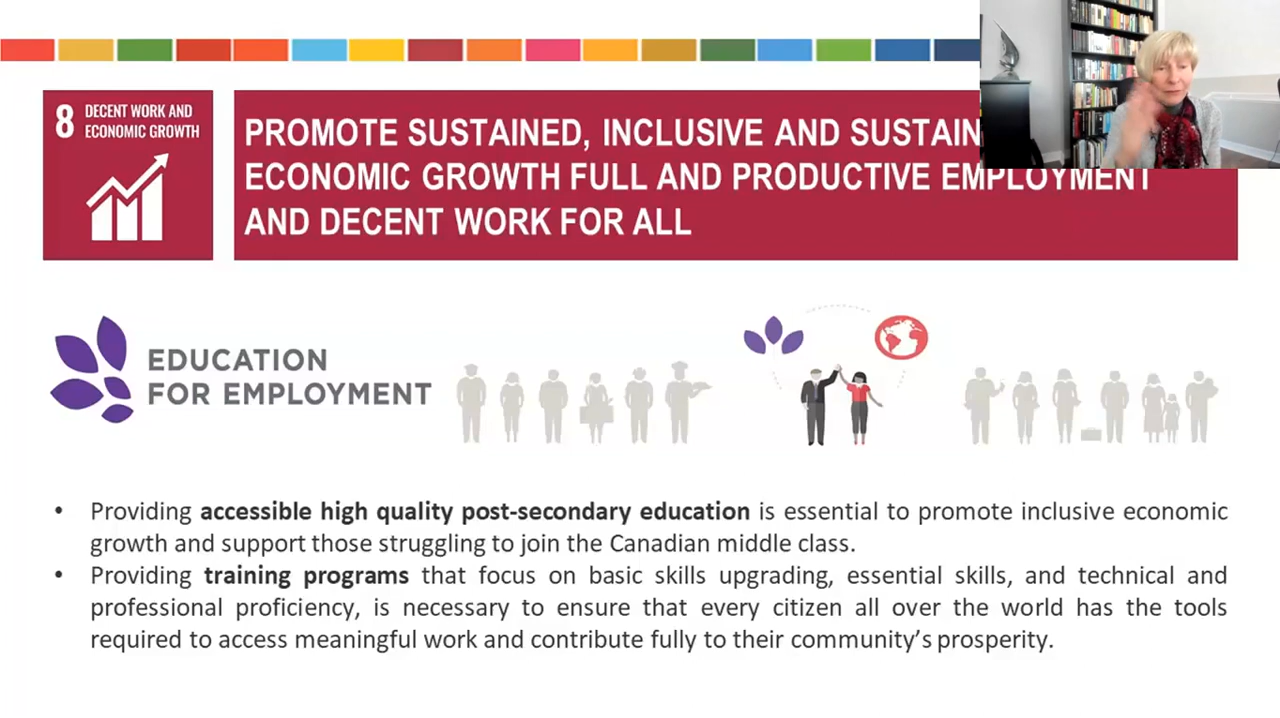 8 DECENT WORK AND
ECONOMIC GROWTH
PROMOTE SUSTAINED, INCLUSIVE AND
ECONOMIC GROWTH FULL AND PRODUCTIVE EMPLOYMENT
AND DECENT WORK FOR ALL
EDUCATION
FOR EMPLOYMENT
• Providing accessible high quality post-secondary education is essential to promote inclusive economic
growth and support those struggling to join the Canadian middle class.
• Providing training programs that focus on basic skills upgrading, essential skills, and technical and
professional proficiency, is necessary to ensure that every citizen all over the world has the tools
required to access meaningful work and contribute fully to their community's prosperity.